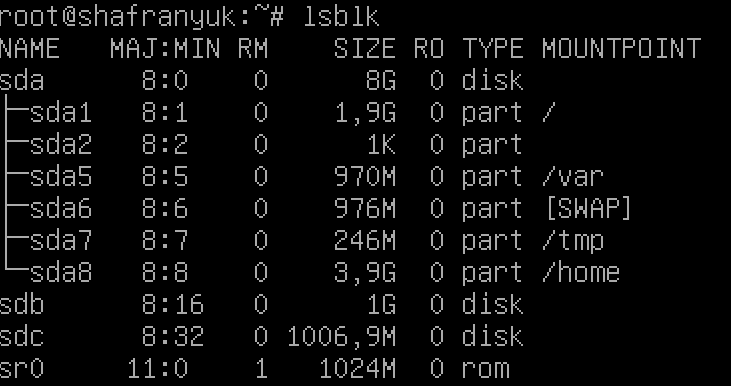 root@shafranyuk:~# lsblk
NAME   MAJ:MIN RM    SIZE RO TYPE MOUNTPOINT
sda      8:0    0      8G  0 disk
├─sda1   8:1    0    1,9G  0 part /
├─sda2   8:2    0      1K  0 part
├─sda5   8:5    0    970M  0 part /var
├─sda6   8:6    0    976M  0 part [SWAP]
├─sda7   8:7    0    246M  0 part /tmp
└─sda8   8:8    0    3,9G  0 part /home
sdb      8:16   0      1G  0 disk
sdc      8:32   0 1006,9M  0 disk
sr0     11:0    1   1024M  0 rom